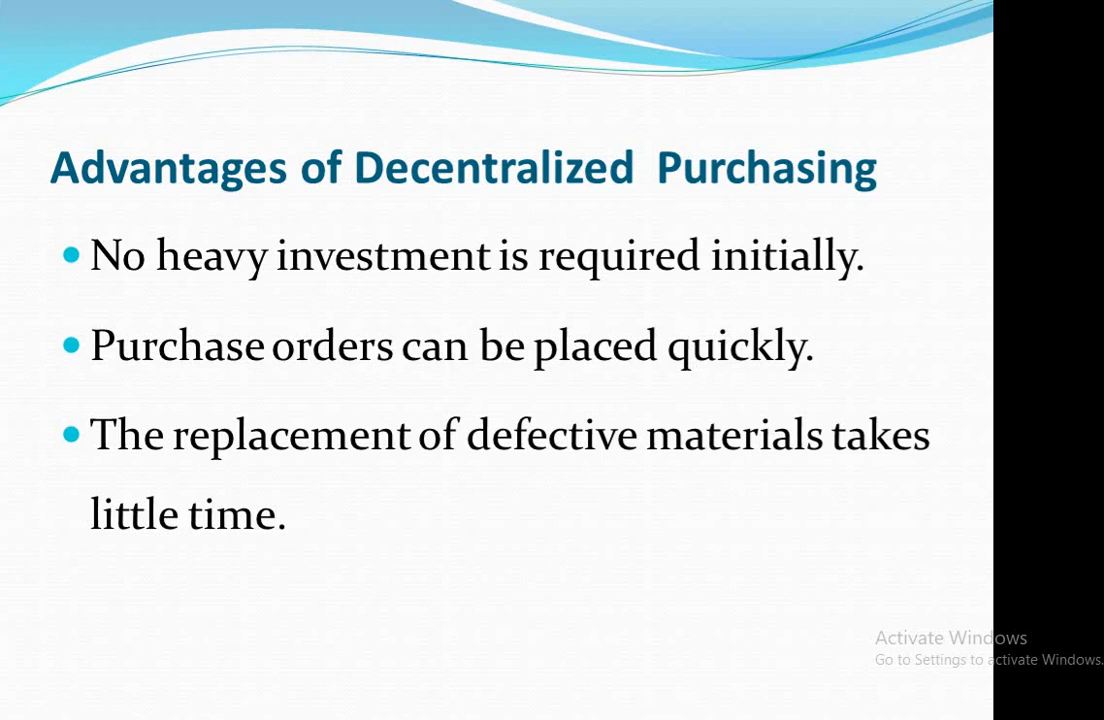 Advantages of Decentralized Purchasing
• No heavy investment is required initially.
• Purchase orders can be placed quickly.
• The replacement of defective materials takes
little time.
Activate Windows
Go to Settings to activate Windows.